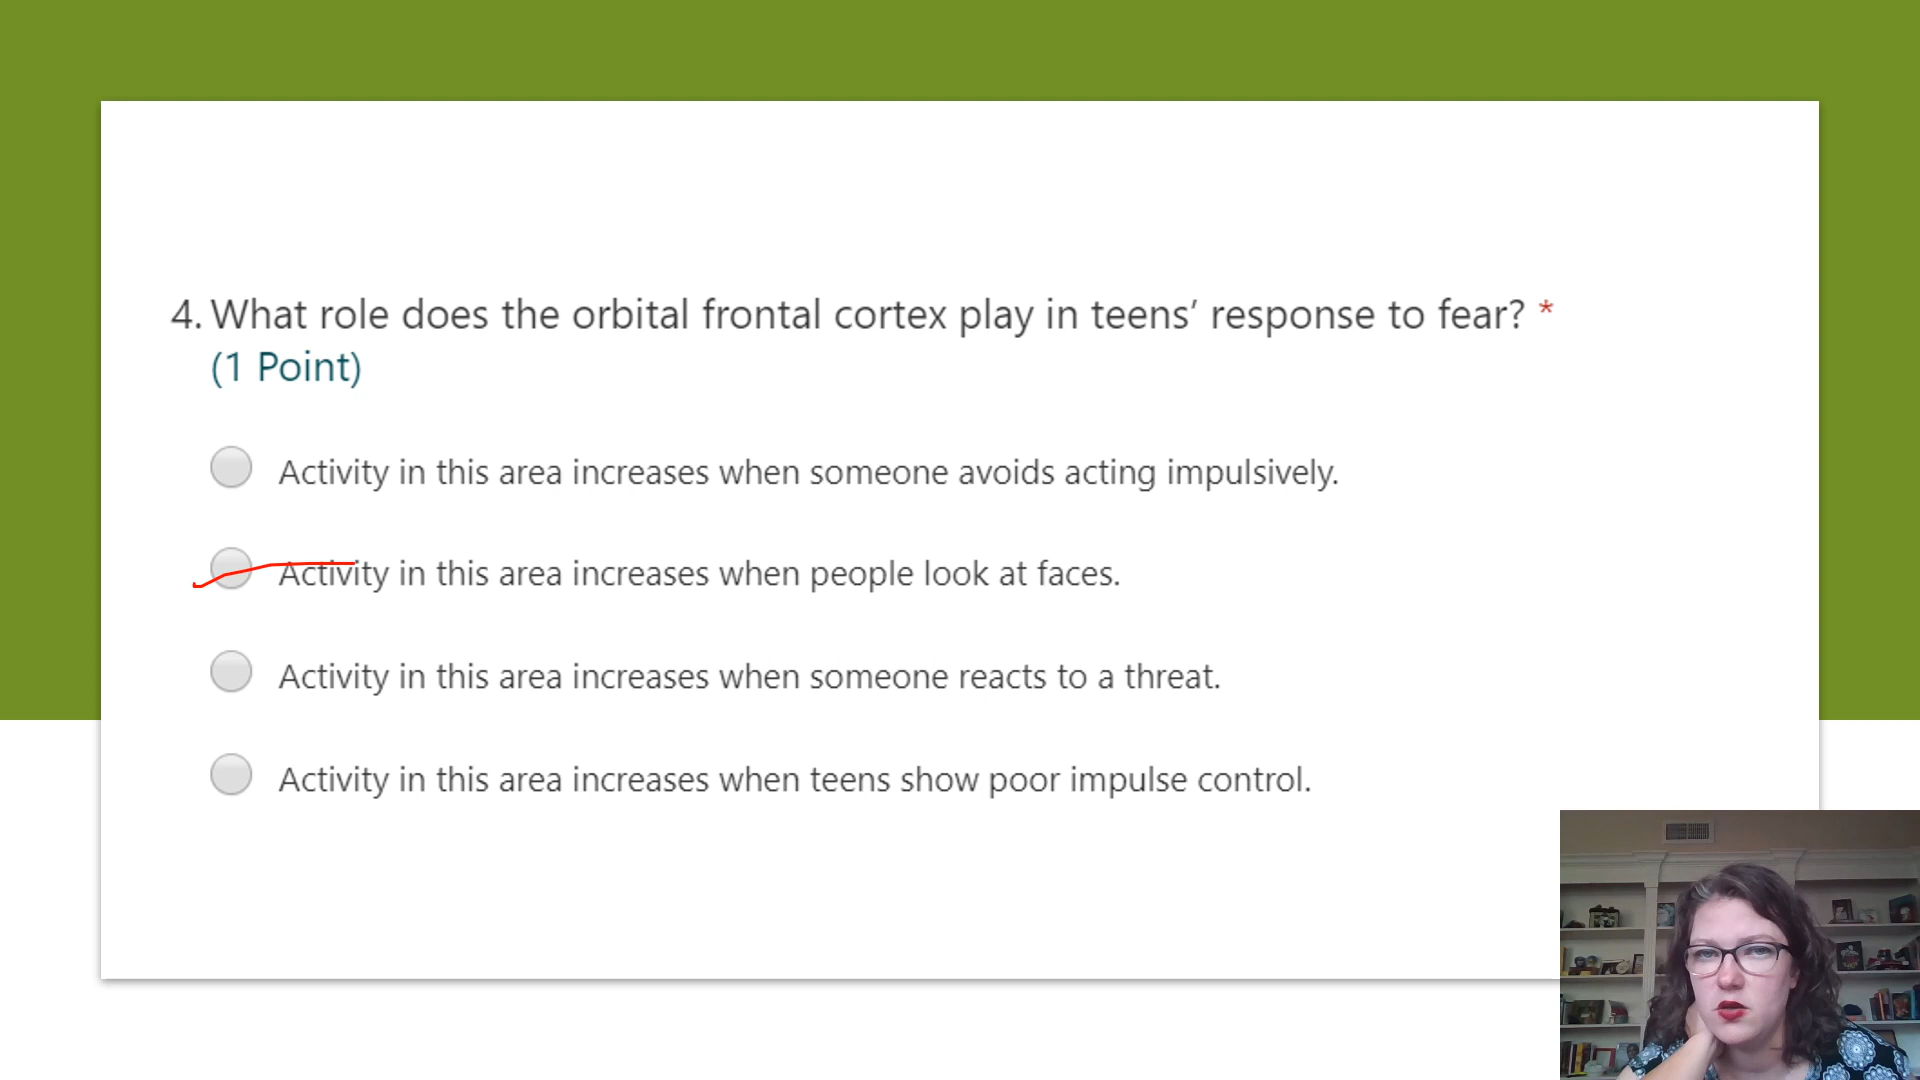 4. What role does the orbital frontal cortex play in teens’ response to fear? *
(1 Point)
Activity in this area increases when someone avoids acting impulsively.
Activity in this area increases when people look at faces.
Activity in this area increases when someone reacts to a threat.
Activity in this area increases when teens show poor impulse control.